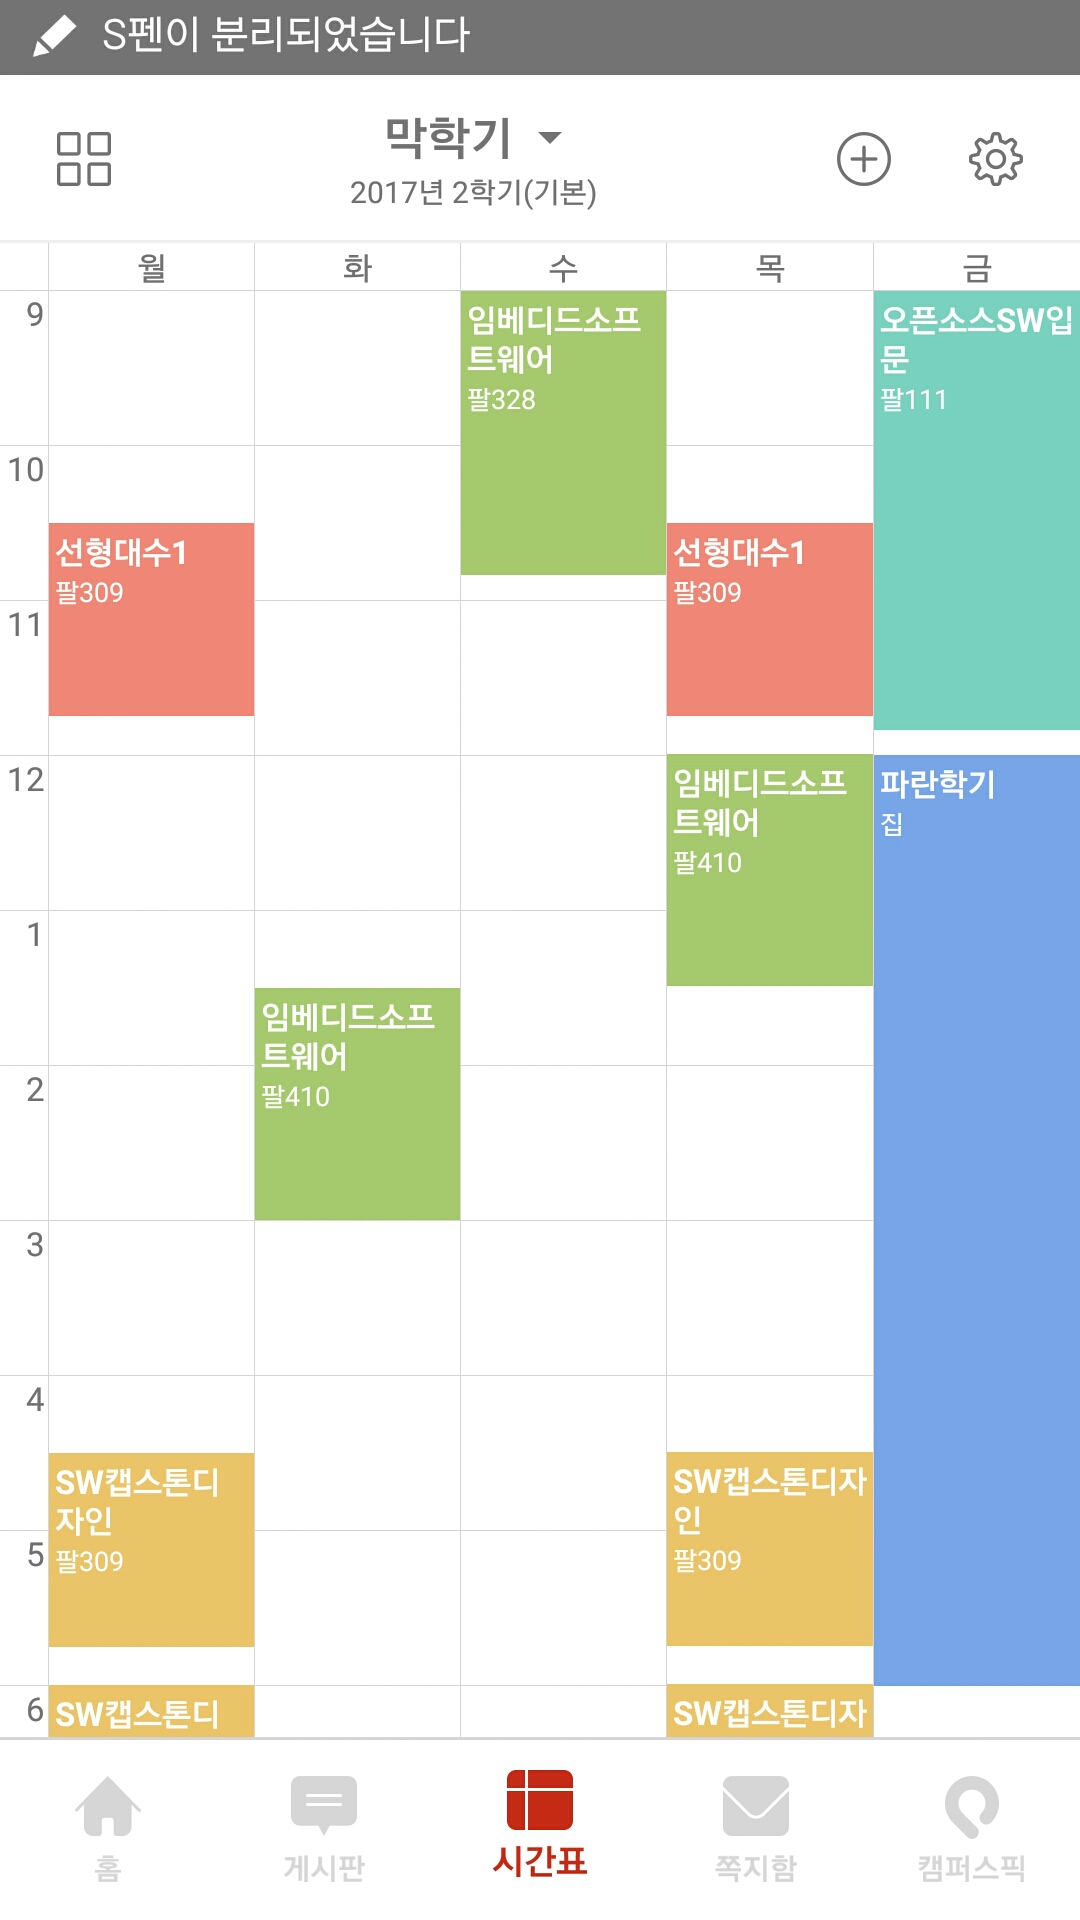 S펜이 분리되었습니다
막학기
2017년 2학기(기본)
월 화 수 목 금
9
임베디드소프
트웨어
팔328
오픈소스SW입
문
팔111
10
선형대수1
팔309
선형대수1
팔309
11
12
임베디드소프
트웨어
팔410
파란학기
집
1
임베디드소프
트웨어
팔410
2
3
4
SW캡스톤디
자인
팔309
SW캡스톤디자
인
팔309
5
6
SW캡스톤디
SW캡스톤디자
홈 게시판 시간표 쪽지함 캠퍼스픽